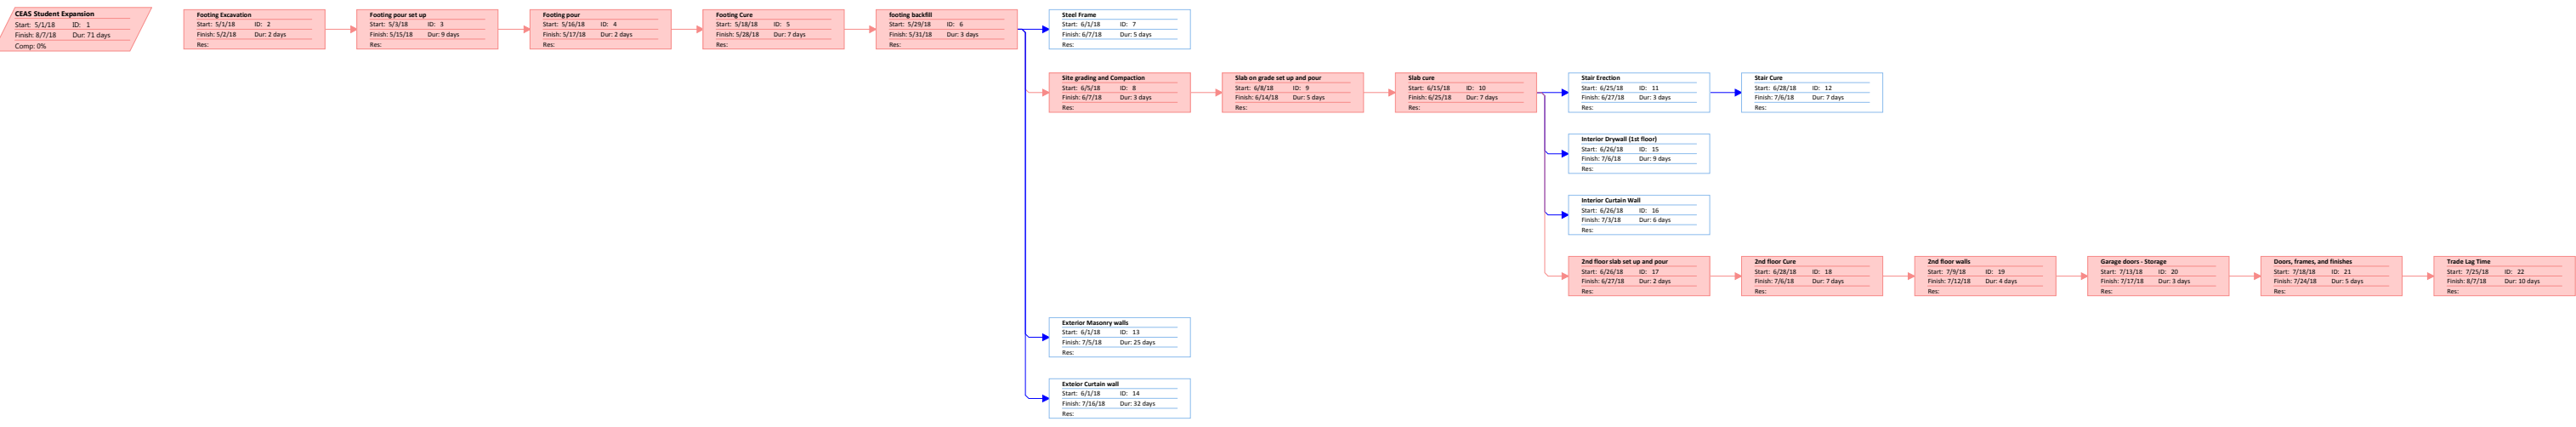 CEAS Student Expansion
Start: 5/1/18 ID: 1
Finish: 8/7/18 Dur: 71 days
Comp: 0%
Footing Excavation
Start: 5/1/18 ID: 2
Finish: 5/2/18 Dur: 2 days
Res:
Footing pour set up
Start: 5/3/18 ID: 3
Finish: 5/15/18 Dur: 9 days
Res:
Footing pour
Start: 5/16/18 ID: 4
Finish: 5/17/18 Dur: 2 days
Res:
Footing Cure
Start: 5/18/18 ID: 5
Finish: 5/28/18 Dur: 7 days
Res:
footing backfill
Start: 5/29/18 ID: 6
Finish: 5/31/18 Dur: 3 days
Res:
Steel Frame
Start: 6/1/18 ID: 7
Finish: 6/7/18 Dur: 5 days
Res:
Site grading and Compaction
Start: 6/5/18 ID: 8
Finish: 6/7/18 Dur: 3 days
Res:
Slab on grade set up and pour
Start: 6/8/18 ID: 9
Finish: 6/14/18 Dur: 5 days
Res:
Slab cure
Start: 6/15/18 ID: 10
Finish: 6/25/18 Dur: 7 days
Res:
Stair Erection
Start: 6/25/18 ID: 11
Finish: 6/27/18 Dur: 3 days
Res:
Stair Cure
Start: 6/28/18 ID: 12
Finish: 7/6/18 Dur: 7 days
Res:
Interior Drywall (1st floor)
Start: 6/26/18 ID: 15
Finish: 7/6/18 Dur: 9 days
Res:
Interior Curtain Wall
Start: 6/26/18 ID: 16
Finish: 7/3/18 Dur: 6 days
Res:
2nd floor slab set up and pour
Start: 6/26/18 ID: 17
Finish: 6/27/18 Dur: 2 days
Res:
2nd floor Cure
Start: 6/28/18 ID: 18
Finish: 7/6/18 Dur: 7 days
Res:
2nd floor walls
Start: 7/9/18 ID: 19
Finish: 7/12/18 Dur: 4 days
Res:
Garage doors - Storage
Start: 7/13/18 ID: 20
Finish: 7/17/18 Dur: 3 days
Res:
Doors, frames, and finishes
Start: 7/18/18 ID: 21
Finish: 7/24/18 Dur: 5 days
Res:
Trade Lag Time
Start: 7/25/18 ID: 22
Finish: 8/7/18 Dur: 10 days
Res:
Exterior Masonry walls
Start: 6/1/18 ID: 13
Finish: 7/5/18 Dur: 25 days
Res:
Exteior Curtain wall
Start: 6/1/18 ID: 14
Finish: 7/16/18 Dur: 32 days
Res: